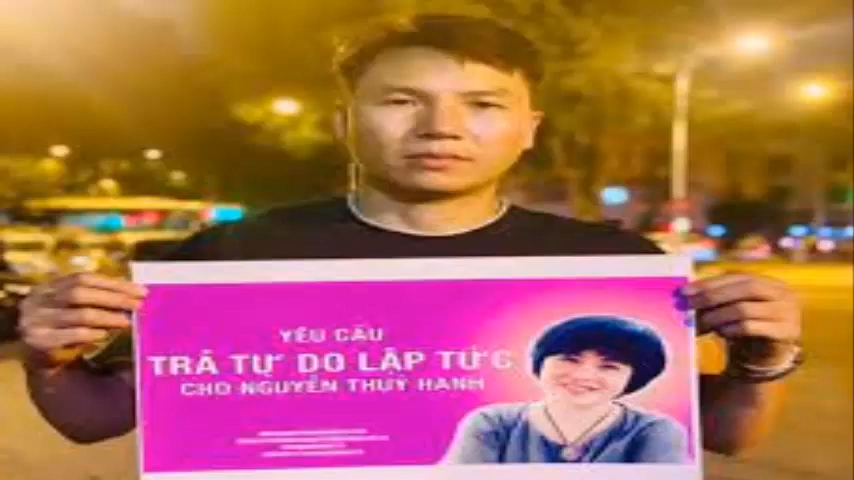 YÊU CẦU
TRẢ TỰ DO LẬP TỨC
CHO NGUYỄN THÚY HẠNH